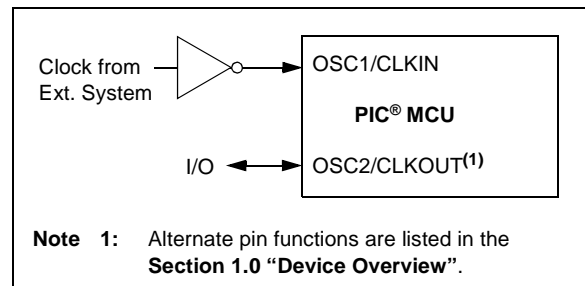 Clock from
Ext. System
OSC1/CLKIN
PIC® MCU
I/O
OSC2/CLKOUT(1)
Note 1: Alternate pin functions are listed in the
Section 1.0 “Device Overview”.